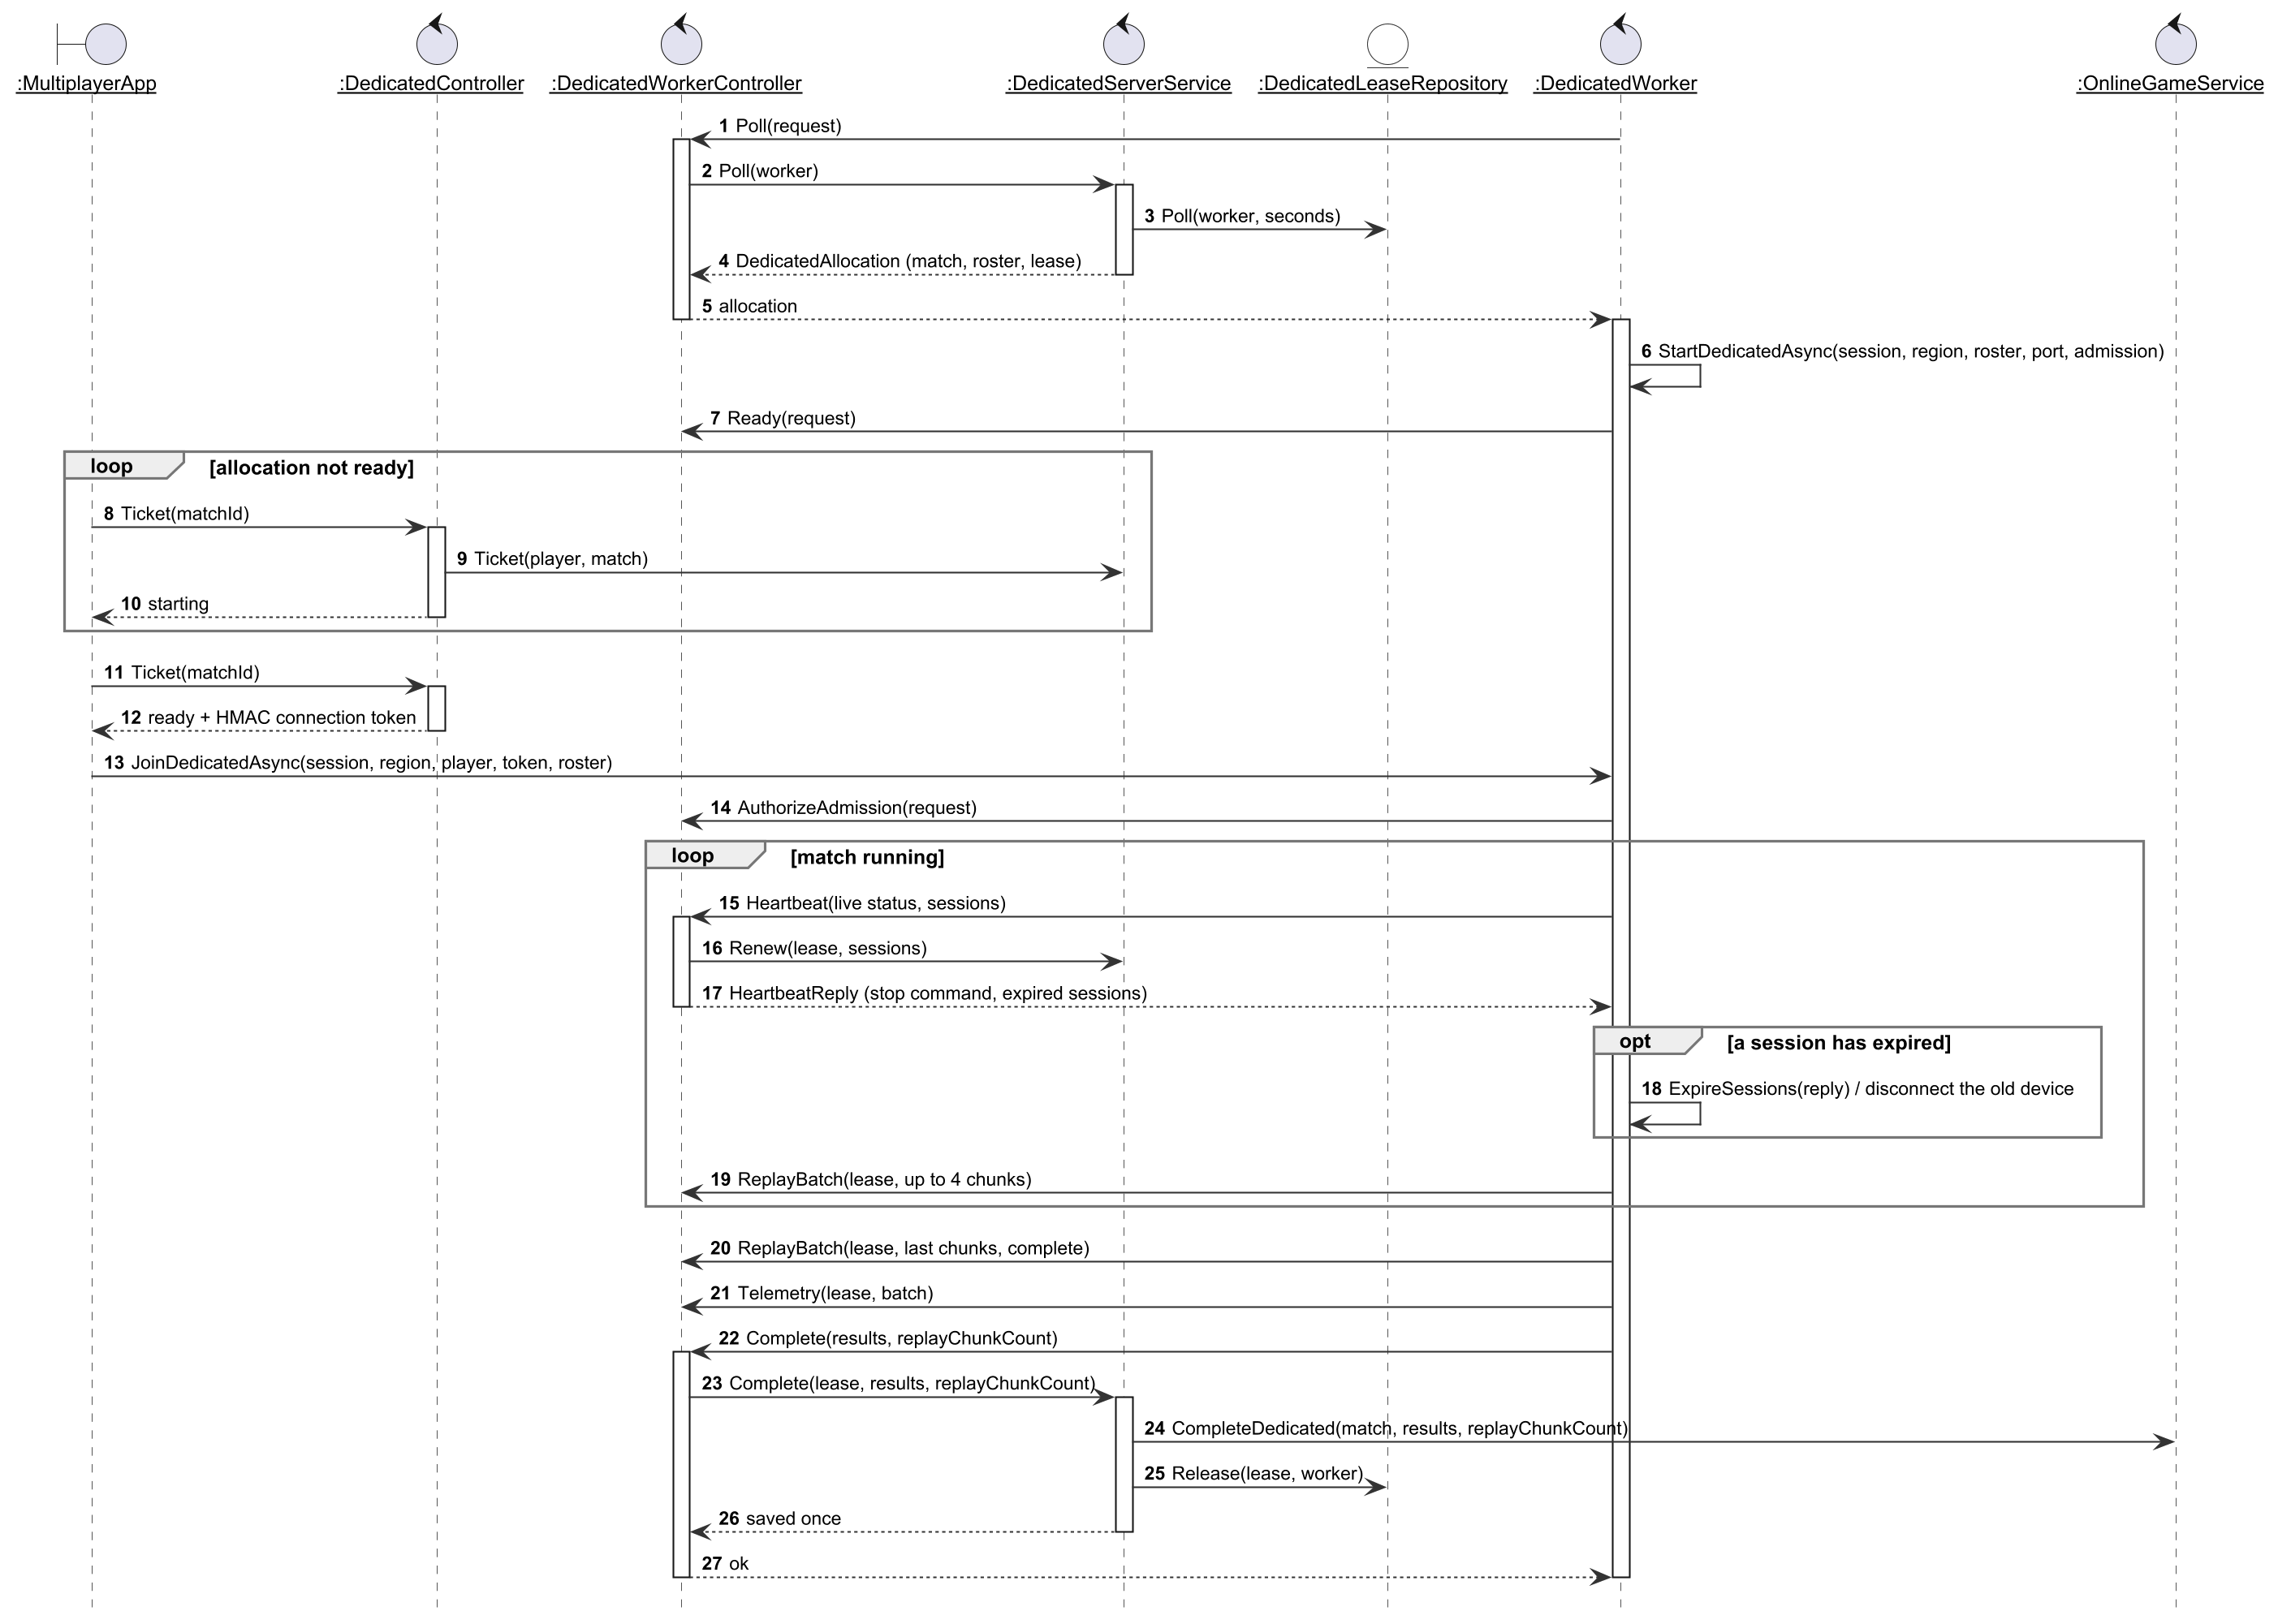 :MultiplayerApp :DedicatedController :DedicatedWorkerController :DedicatedServerService :DedicatedLeaseRepository :DedicatedWorker :OnlineGameService
1 Poll(request)
2 Poll(worker)
3 Poll(worker, seconds)
4 DedicatedAllocation (match, roster, lease)
5 allocation
6 StartDedicatedAsync(session, region, roster, port, admission)
7 Ready(request)
loop [allocation not ready]
8 Ticket(matchId)
9 Ticket(player, match)
10 starting
11 Ticket(matchId)
12 ready + HMAC connection token
13 JoinDedicatedAsync(session, region, player, token, roster)
14 AuthorizeAdmission(request)
loop [match running]
15 Heartbeat(live status, sessions)
16 Renew(lease, sessions)
17 HeartbeatReply (stop command, expired sessions)
opt [a session has expired]
18 ExpireSessions(reply) / disconnect the old device
19 ReplayBatch(lease, up to 4 chunks)
20 ReplayBatch(lease, last chunks, complete)
21 Telemetry(lease, batch)
22 Complete(results, replayChunkCount)
23 Complete(lease, results, replayChunkCount)
24 CompleteDedicated(match, results, replayChunkCount)
25 Release(lease, worker)
26 saved once
27 ok